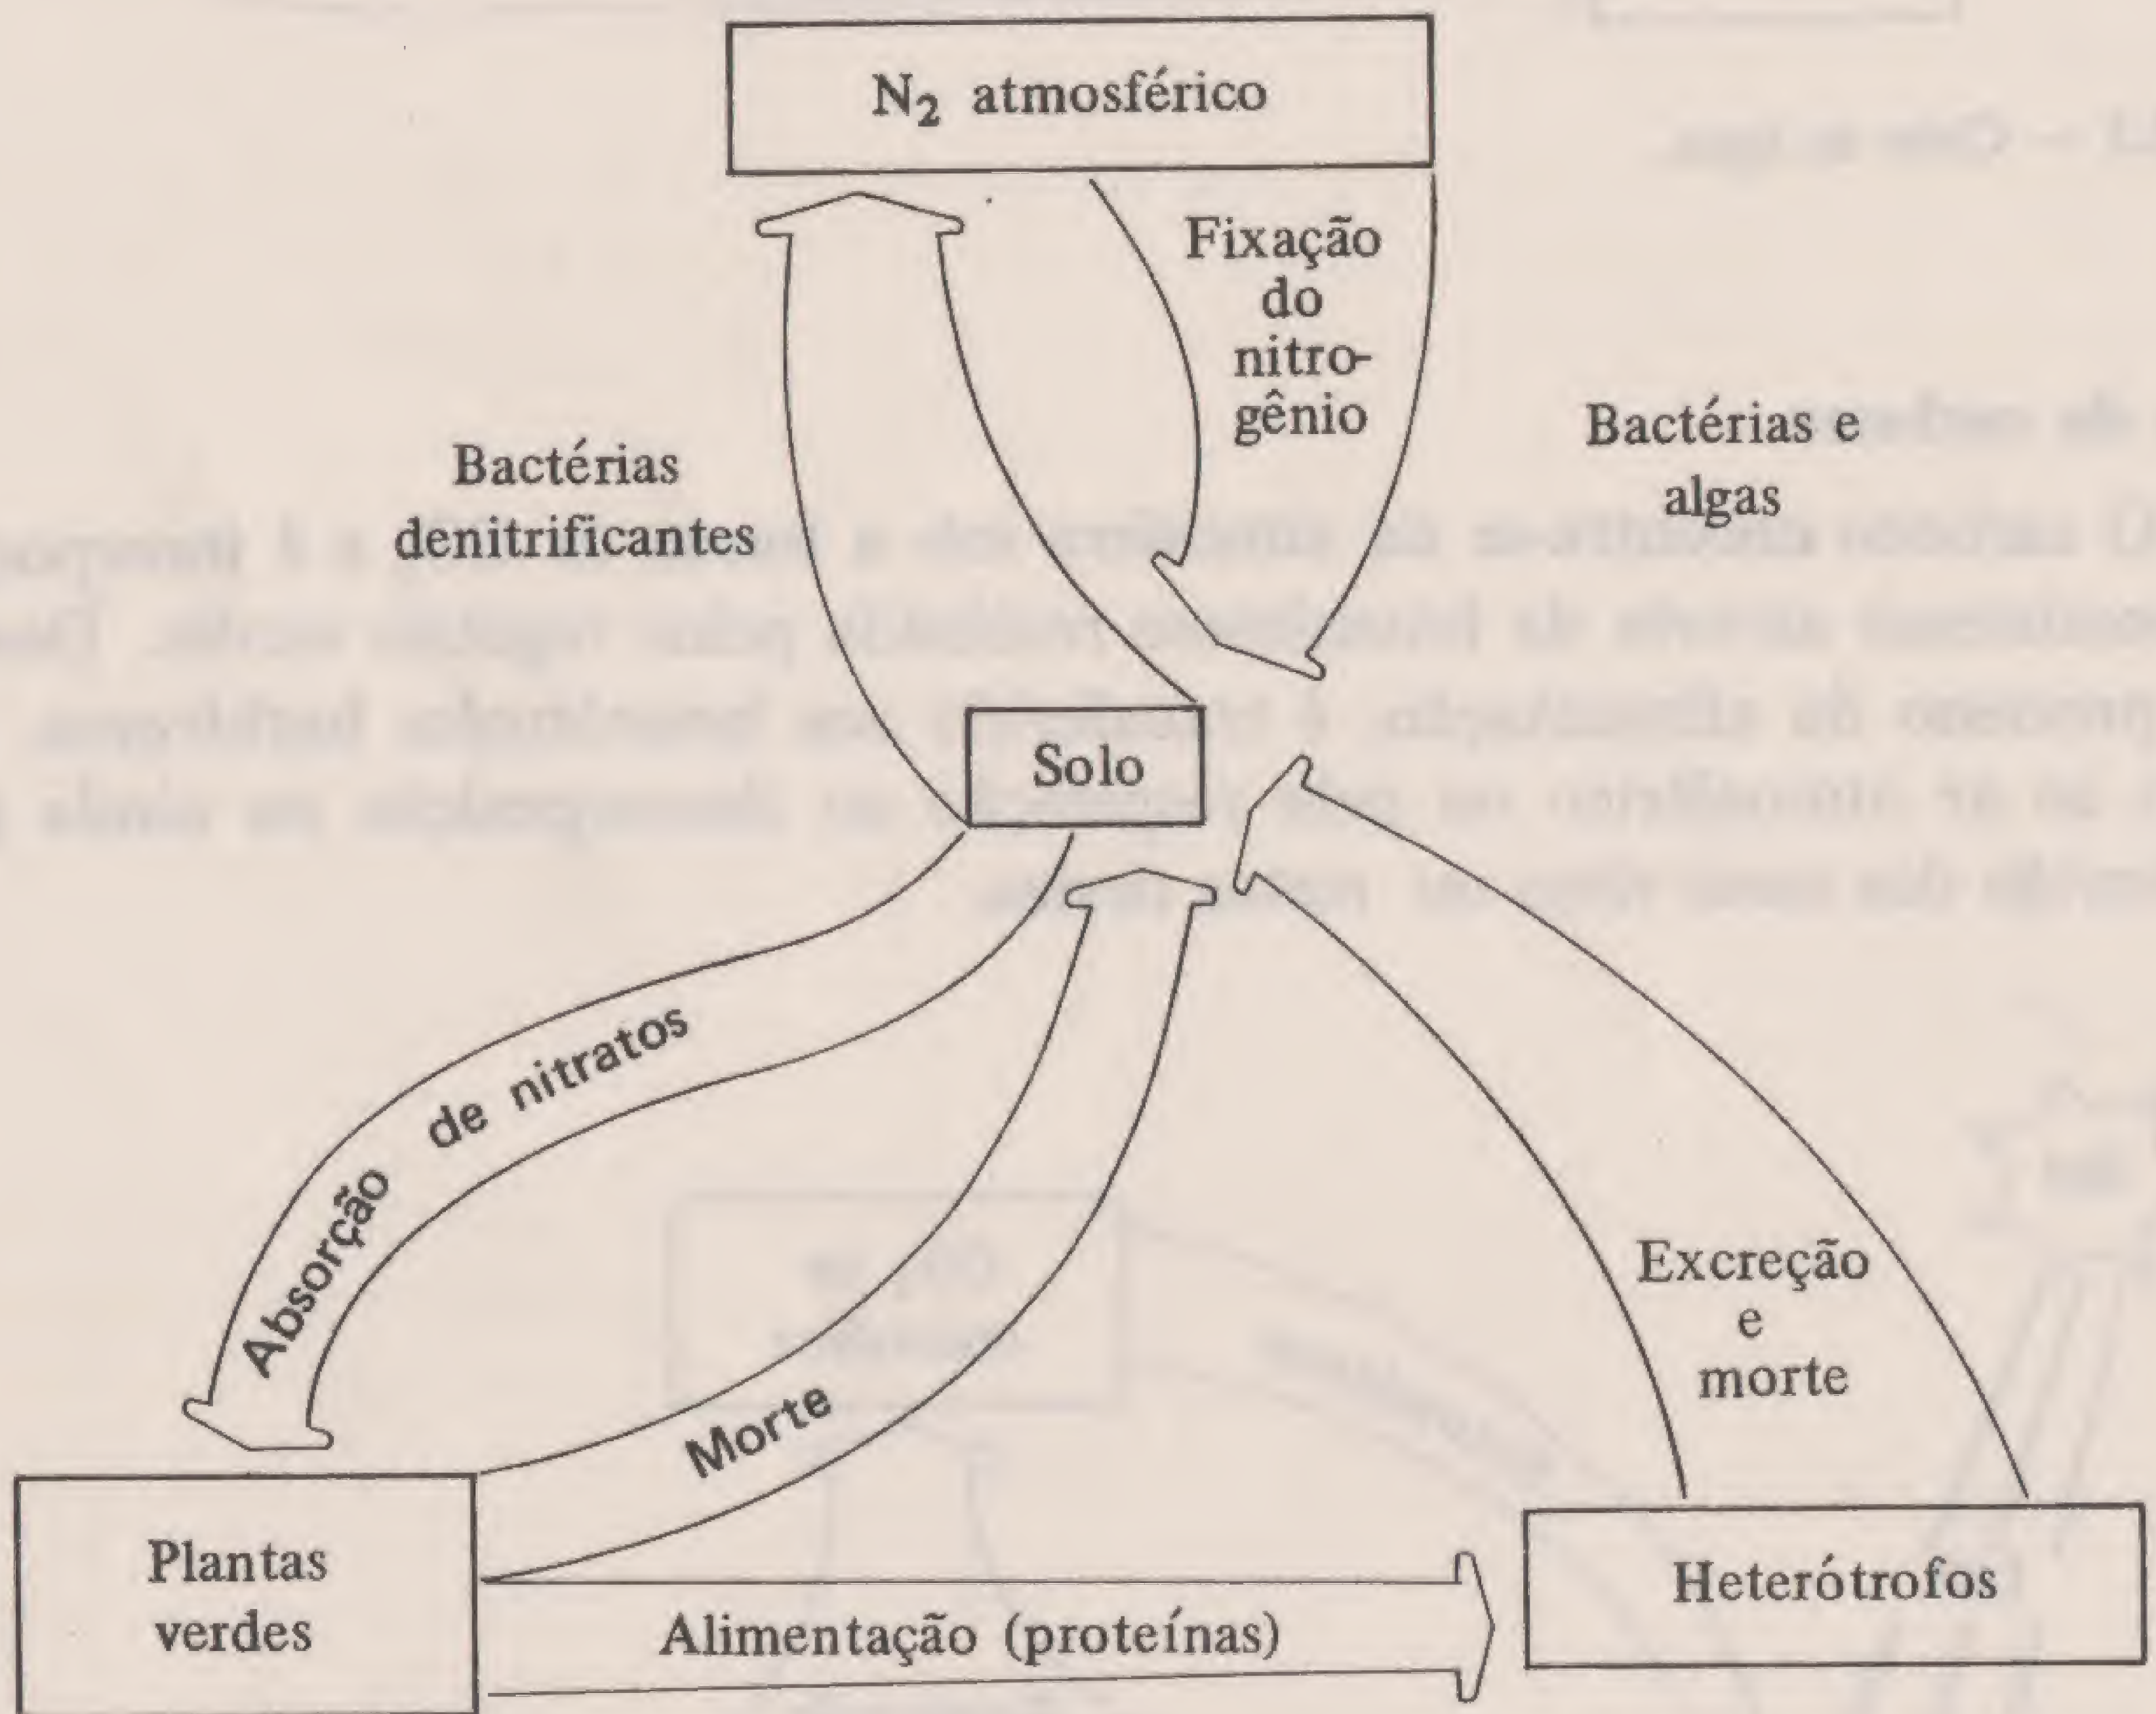 N₂ atmosférico
Fixação
do
nitro-
gênio
Bactérias e
algas
Bactérias
denitrificantes
Solo
Absorção de nitratos
Morte
Excreção
e
morte
Plantas
verdes
Alimentação (proteínas)
Heterótrofos